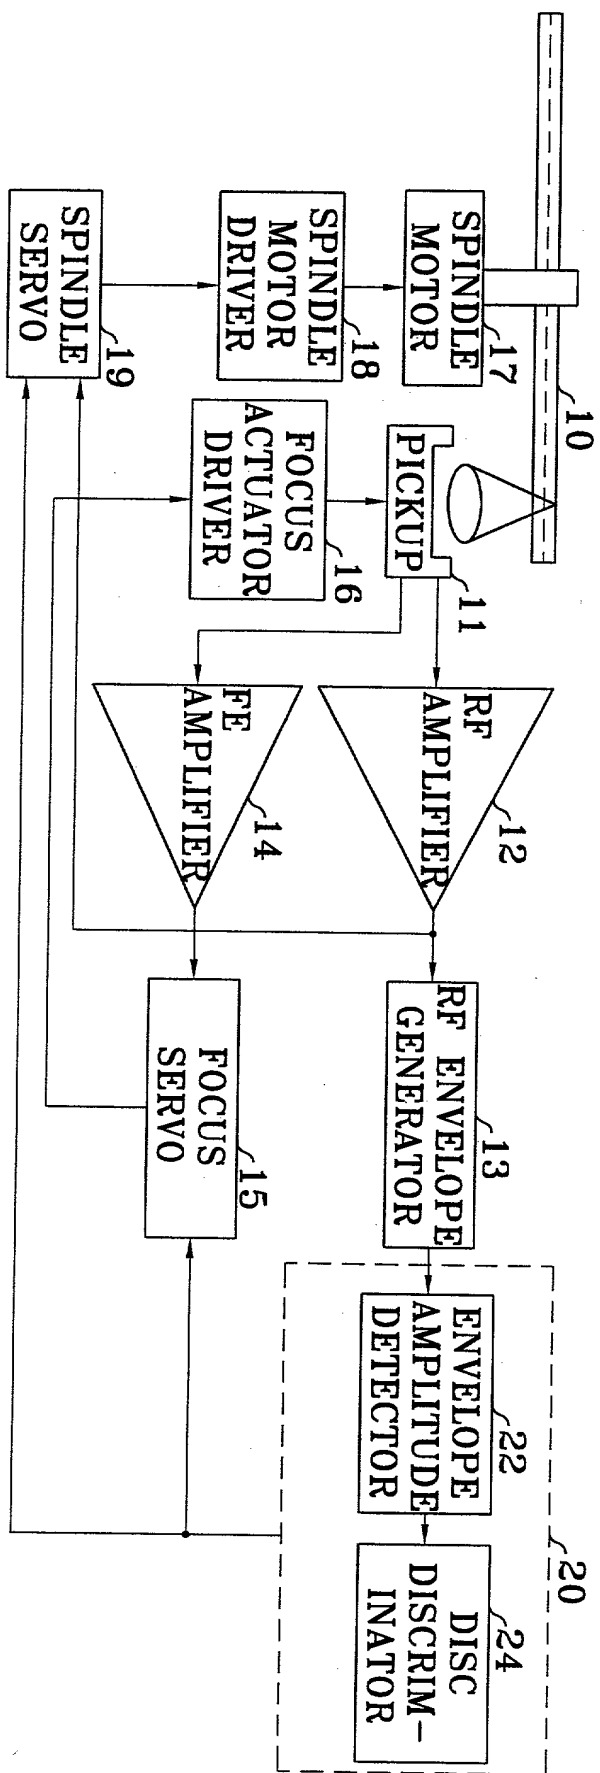 10
SPINDLE
MOTOR
17
SPINDLE
MOTOR
DRIVER
18
SPINDLE
SERVO
19
PICKUP
11
FOCUS
ACTUATOR
DRIVER
16
RF
AMPLIFIER
12
FE
AMPLIFIER
14
RF ENVELOPE
GENERATOR
13
FOCUS
SERVO
15
20
ENVELOPE
AMPLITUDE
DETECTOR
22
DISC
DISCRIM-
INATOR
24